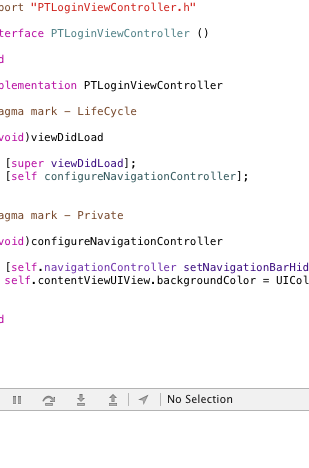 port "PTLoginViewController.h"
terface PTLoginViewController ()
d
plementation PTLoginViewController
agma mark – LifeCycle
void)viewDidLoad
[super viewDidLoad];
[self configureNavigationController];
agma mark – Private
void)configureNavigationController
[self.navigationController setNavigationBarHid
self.contentViewUIView.backgroundColor = UICol
d
No Selection